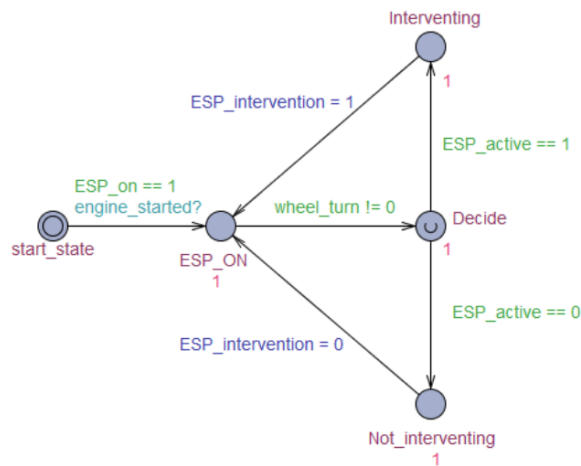 Interventing
1
ESP_intervention = 1
ESP_active == 1
ESP_on == 1
engine_started?
wheel_turn != 0
Decide
1
start_state
ESP_ON
1
ESP_active == 0
ESP_intervention = 0
Not_interventing
1